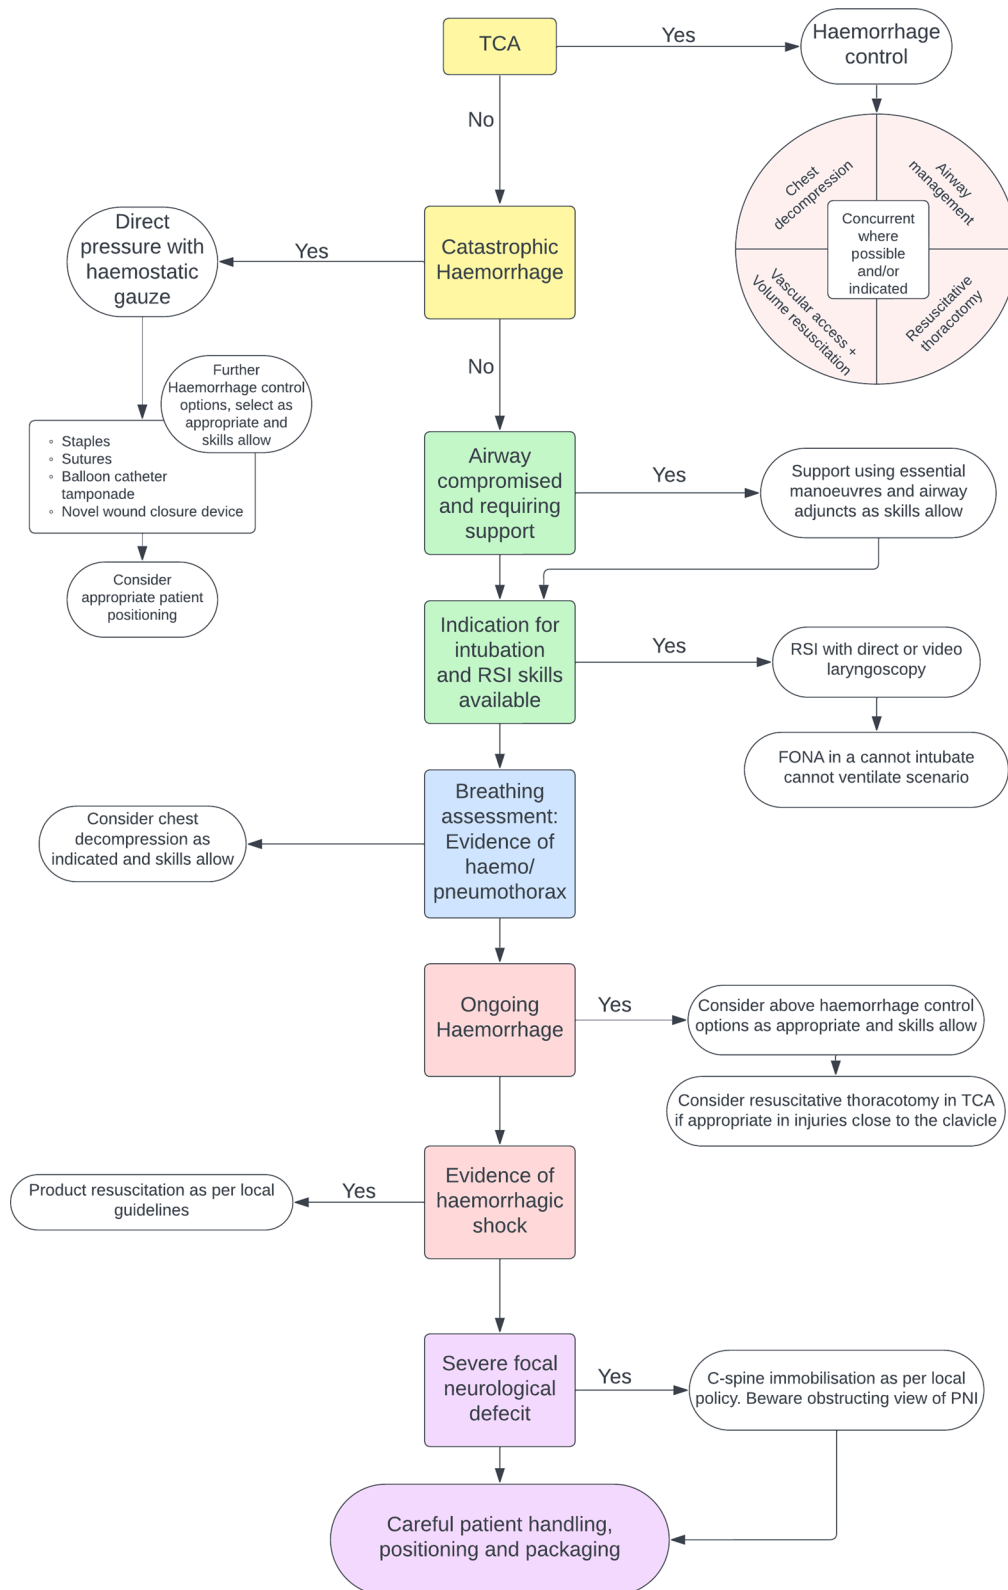 TCA
Yes
Haemorrhage
control
No
Chest
decompression
Airway
management
Concurrent
where
possible
and/or
indicated
Vascular access +
Volume resuscitation
Resuscitative
thoracotomy
Direct
pressure with
haemostatic
gauze
Yes
Catastrophic
Haemorrhage
No
Further
Haemorrhage control
options, select as
appropriate and
skills allow
◦ Staples
◦ Sutures
◦ Balloon catheter
tamponade
◦ Novel wound closure device
Consider
appropriate patient
positioning
Airway
compromised
and requiring
support
Yes
Support using essential
manoeuvres and airway
adjuncts as skills allow
Indication for
intubation
and RSI skills
available
Yes
RSI with direct or video
laryngoscopy
FONA in a cannot intubate
cannot ventilate scenario
Breathing
assessment:
Evidence of
haemo/
pneumothorax
Consider chest
decompression as
indicated and skills allow
Ongoing
Haemorrhage
Yes
Consider above haemorrhage control
options as appropriate and skills allow
Consider resuscitative thoracotomy in TCA
if appropriate in injuries close to the clavicle
Evidence of
haemorrhagic
shock
Yes
Product resuscitation as per local
guidelines
Severe focal
neurological
defecit
Yes
C-spine immobilisation as per local
policy. Beware obstructing view of PNI
Careful patient handling,
positioning and packaging